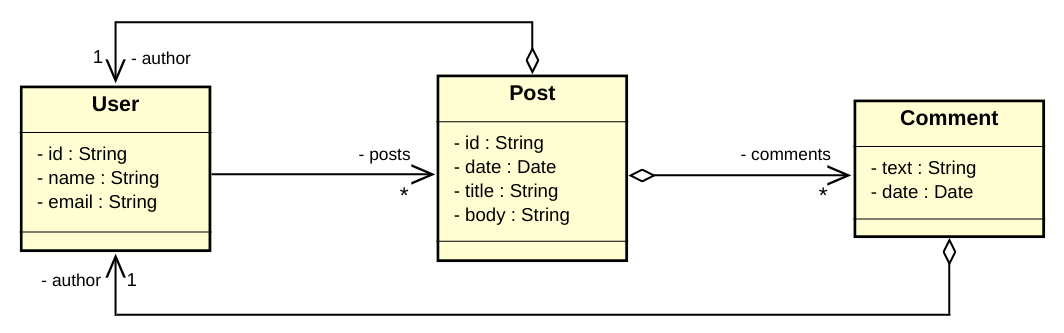 1 - author
User
- id : String
- name : String
- email : String
- posts
*
Post
- id : String
- date : Date
- title : String
- body : String
- comments
*
Comment
- text : String
- date : Date
- author 1